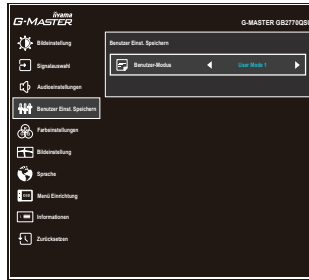 iiyama
G-MASTER
G-MASTER GB2770QSU
Bildeinstellung
Signalauswahl
Audioeinstellungen
Benutzer Einst. Speichern
Farbeinstellungen
Bildeinstellung
Sprache
Menü Einrichtung
Informationen
Zurücksetzen
Benutzer Einst. Speichern
Benutzer-Modus
User Mode 1